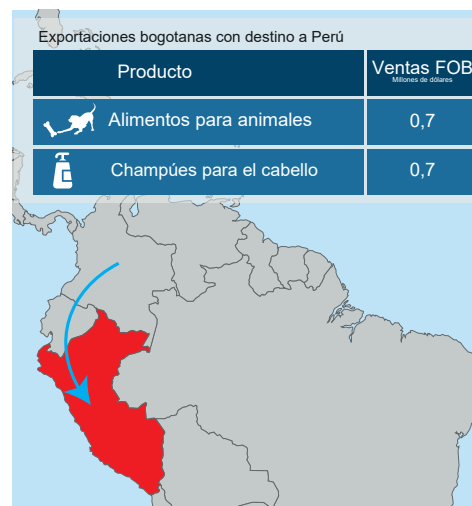 Exportaciones bogotanas con destino a Perú
Producto
Ventas FOB
Millones de dólares
Alimentos para animales
0,7
Champúes para el cabello
0,7